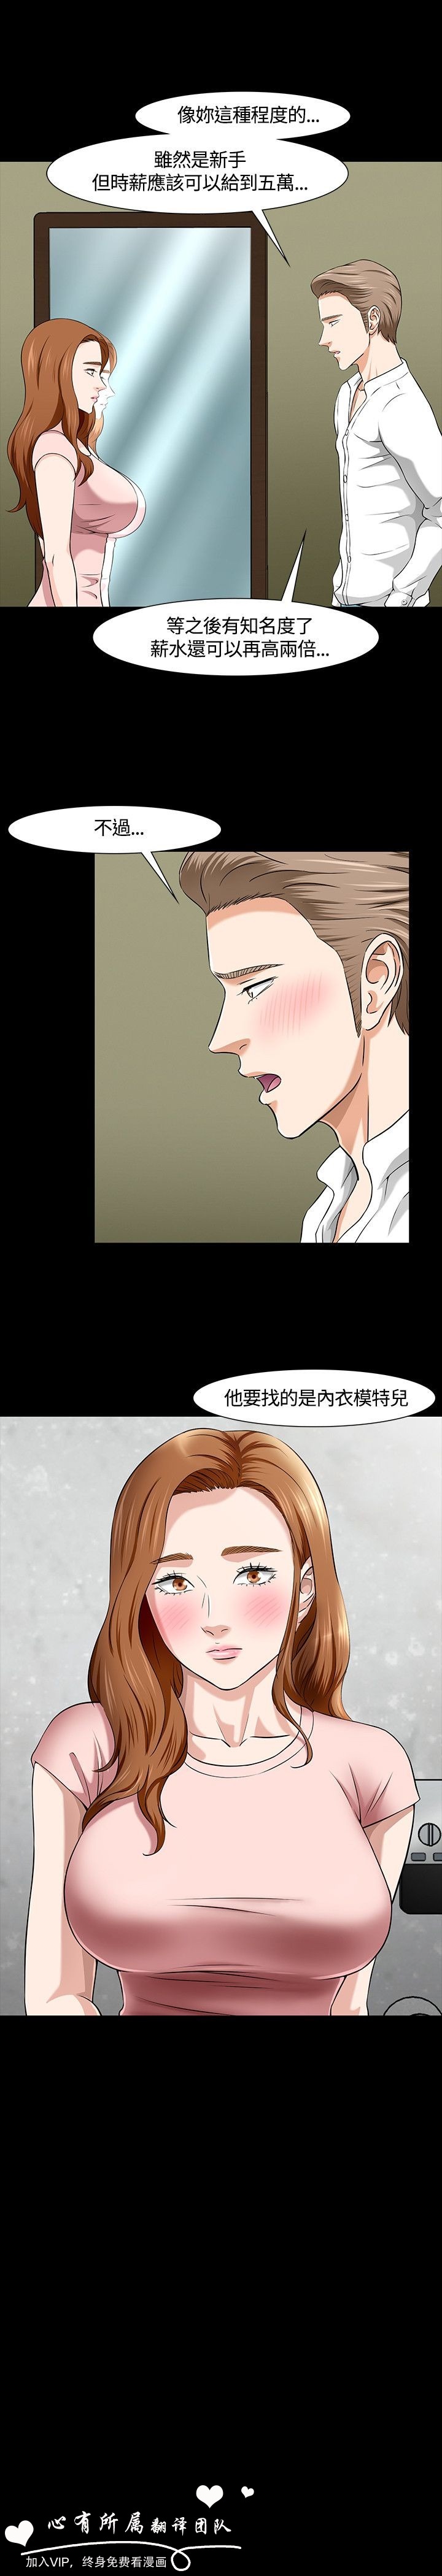 像妳這種程度的...
雖然是新手
但時薪應該可以給到五萬...
等之後有知名度了
薪水還可以再高兩倍...
不過...
他要找的是內衣模特兒
心有所属翻译团队
加入VIP，终身免费看漫画